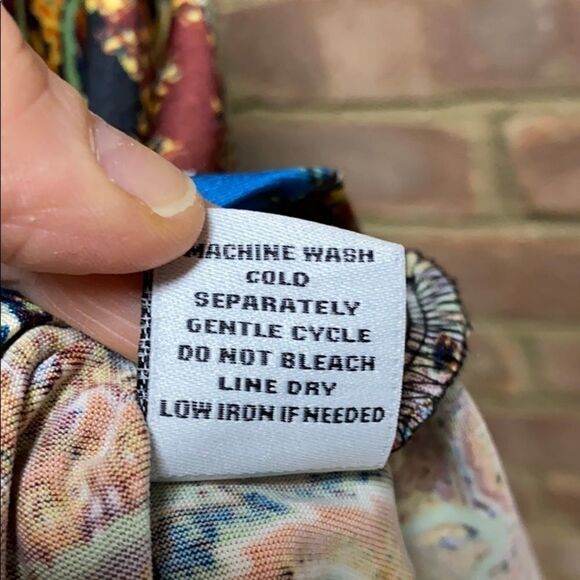 MACHINE WASH
COLD
SEPARATELY
GENTLE CYCLE
DO NOT BLEACH
LINE DRY
LOW IRON IF NEEDED